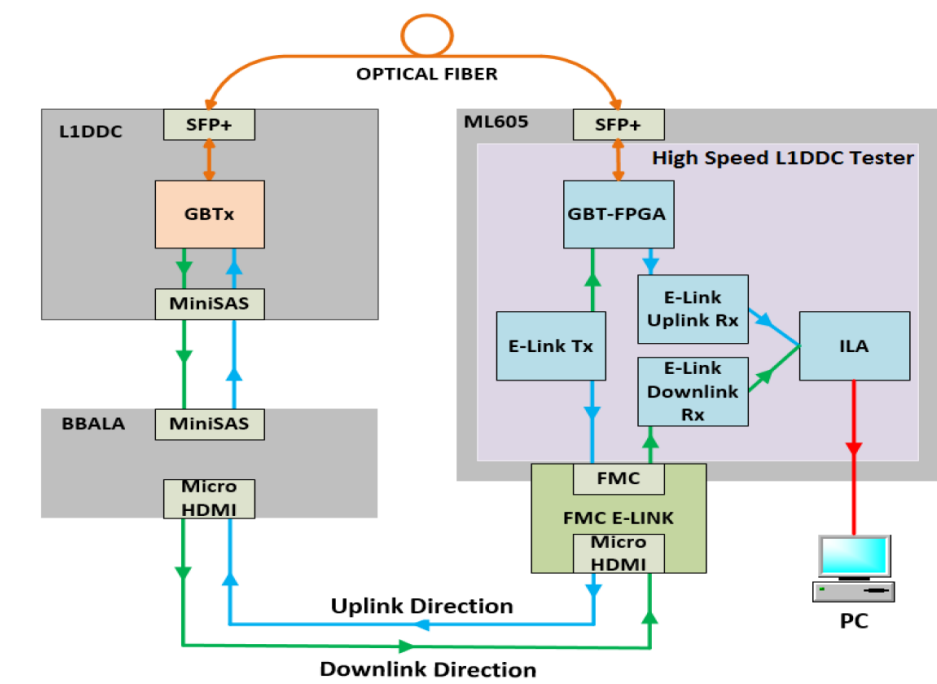 OPTICAL FIBER
L1DDC
SFP+
GBTx
MiniSAS
BBALA
MiniSAS
Micro
HDMI
ML605
SFP+
High Speed L1DDC Tester
GBT-FPGA
E-Link
Uplink Rx
E-Link Tx
ILA
E-Link
Downlink
Rx
FMC
FMC E-LINK
Micro
HDMI
PC
Uplink Direction
Downlink Direction